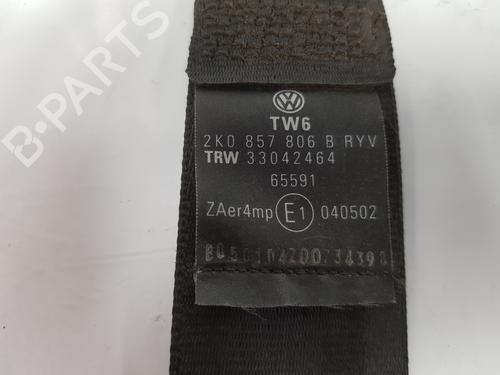 TW6
2K0 857 806 B RYV
TRW 33042464
65591
ZAer4mp E1 040502
B-PARTS